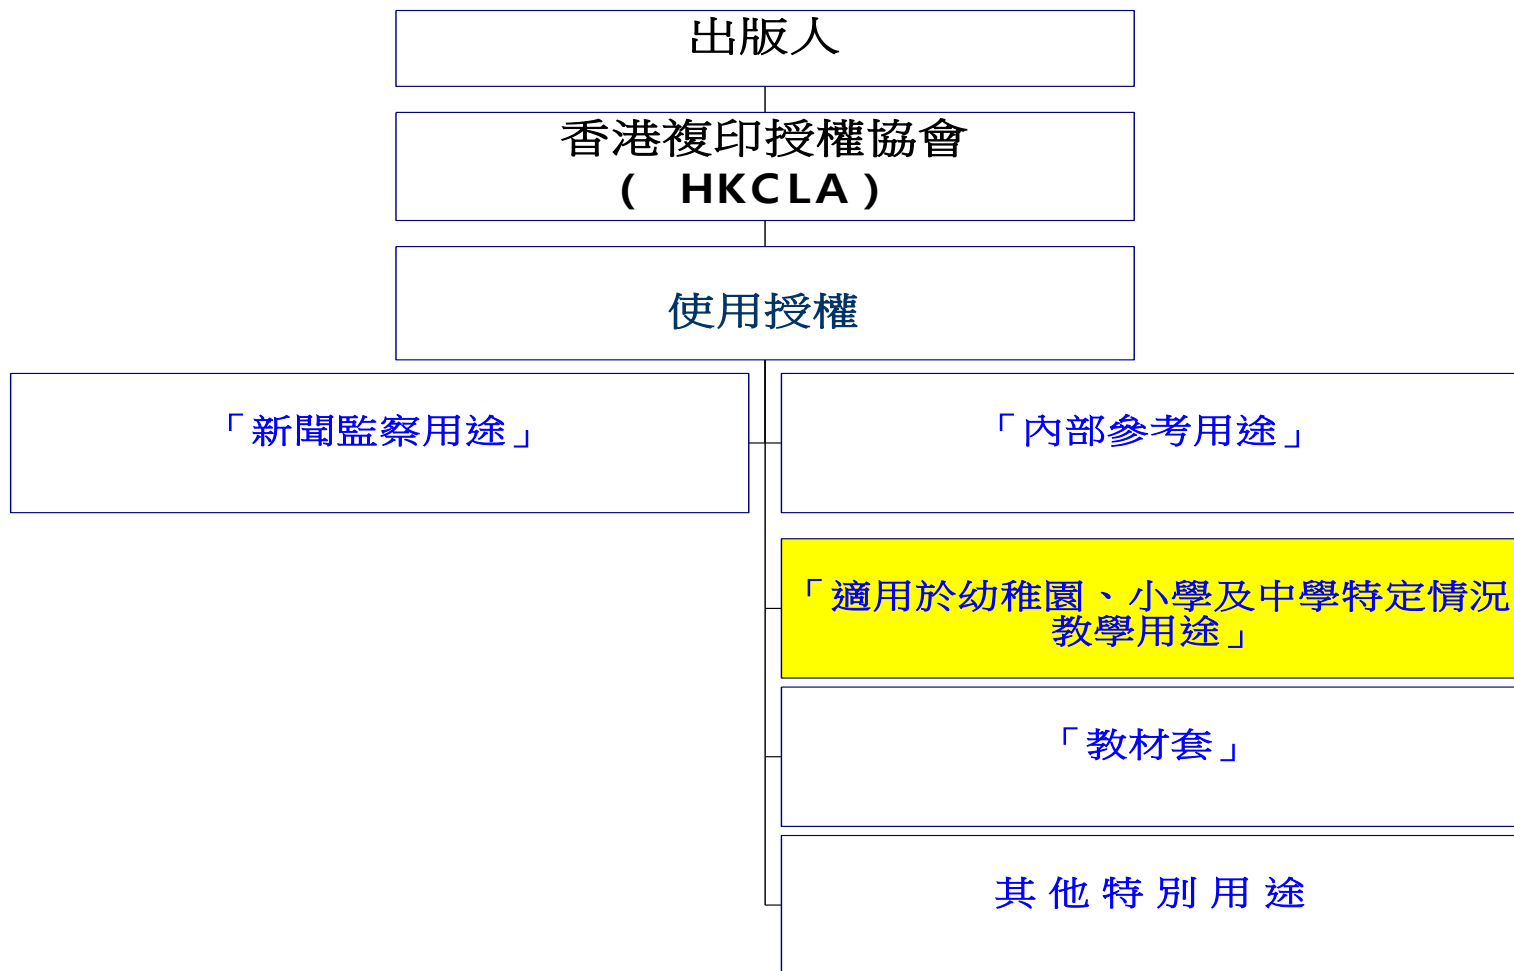 出版人
香港複印授權協會
( HKCLA )
使用授權
「新聞監察用途」
「內部參考用途」
「適用於幼稚園、小學及中學特定情況
教學用途」
「教材套」
其他特別用途